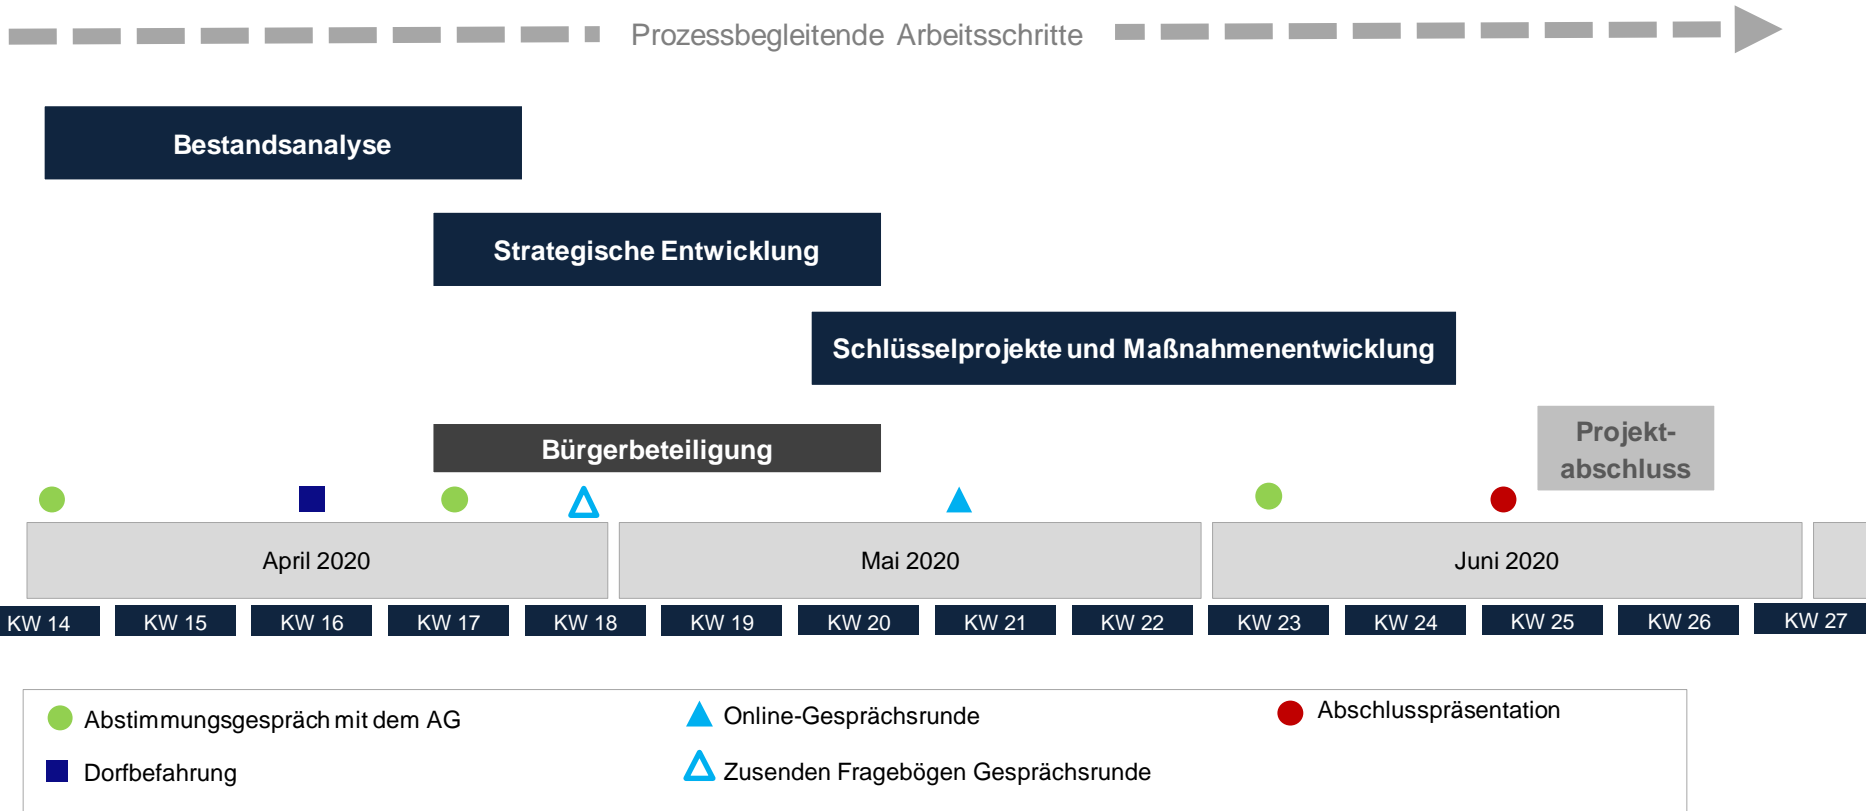 Prozessbegleitende Arbeitsschritte
Bestandsanalyse
Strategische Entwicklung
Schlüsselprojekte und Maßnahmenentwicklung
Bürgerbeteiligung
Projekt-
abschluss
April 2020
Mai 2020
Juni 2020
KW 14
KW 15
KW 16
KW 17
KW 18
KW 19
KW 20
KW 21
KW 22
KW 23
KW 24
KW 25
KW 26
KW 27
Abstimmungsgespräch mit dem AG
Dorfbefahrung
Online-Gesprächsrunde
Zusenden Fragebögen Gesprächsrunde
Abschlusspräsentation